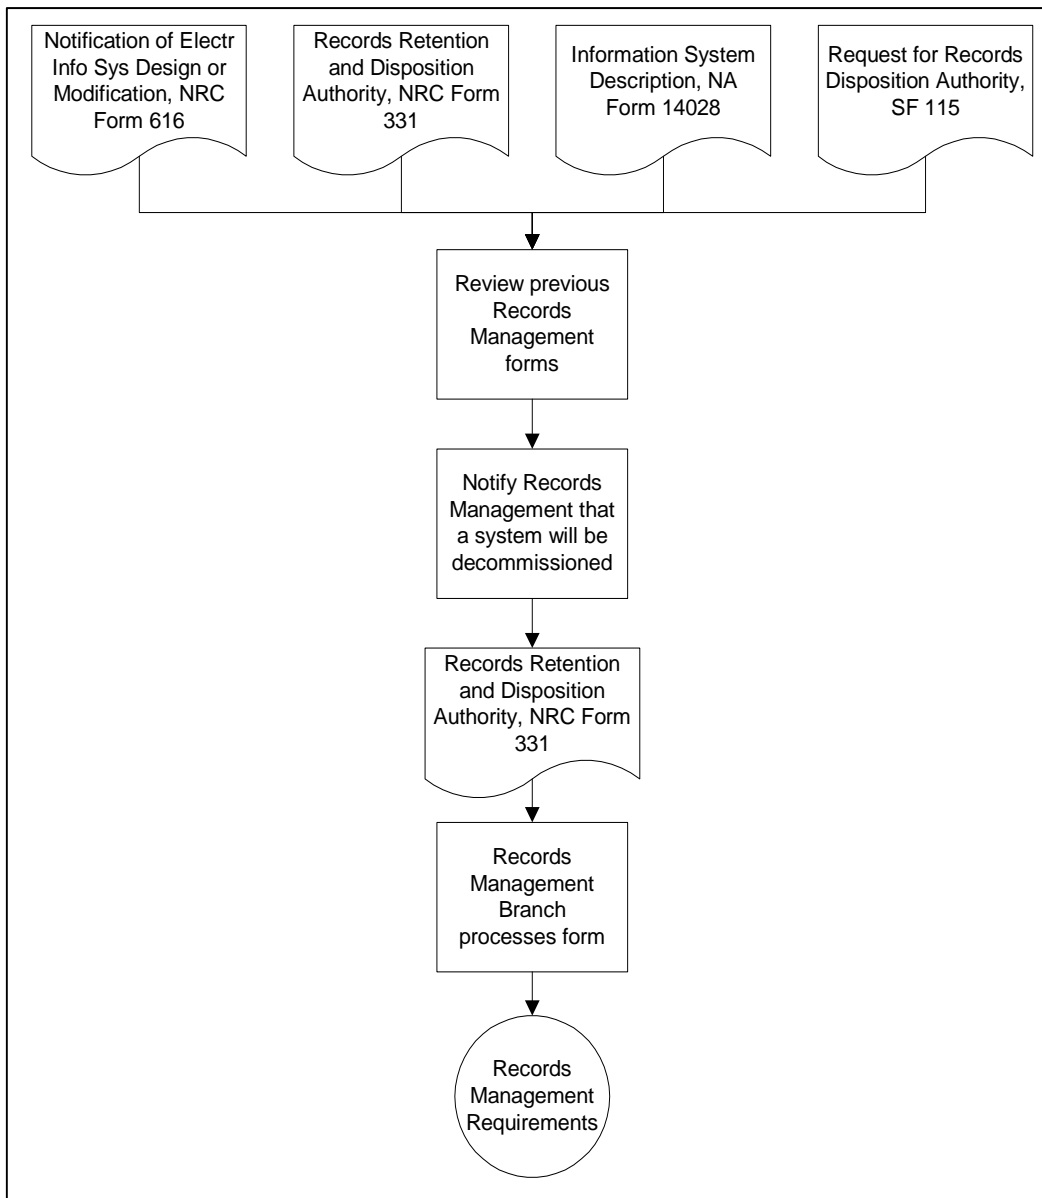 Notification of Electr
Info Sys Design or
Modification, NRC
Form 616
Records Retention
and Disposition
Authority, NRC Form
331
Information System
Description, NA
Form 14028
Request for Records
Disposition Authority,
SF 115
Review previous
Records
Management
forms
Notify Records
Management that
a system will be
decommissioned
Records Retention
and Disposition
Authority, NRC Form
331
Records
Management
Branch
processes form
Records
Management
Requirements